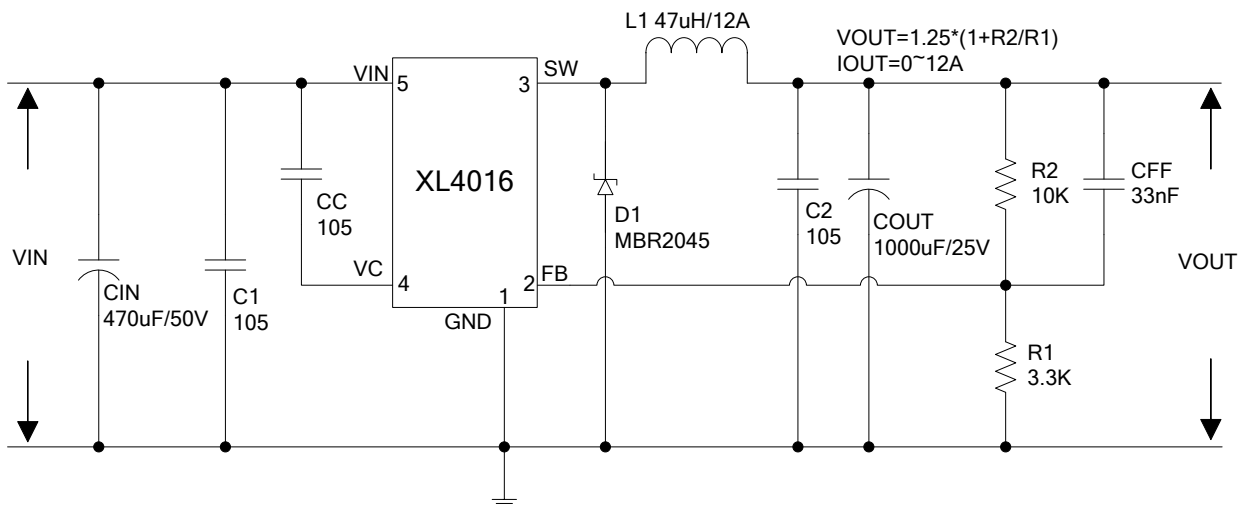 L1 47uH/12A
VOUT=1.25*(1+R2/R1)
IOUT=0~12A
VIN
5
3
SW
XL4016
CC
105
VC
4
2
FB
1
GND
D1
MBR2045
C2
105
COUT
1000uF/25V
R2
10K
CFF
33nF
VIN
CIN
470uF/50V
C1
105
R1
3.3K
VOUT